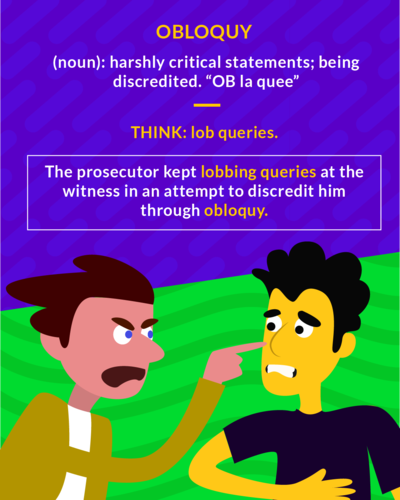 OBLOQUY
(noun): harshly critical statements; being
discredited. “OB la quee”
THINK: lob queries.
The prosecutor kept lobbing queries at the
witness in an attempt to discredit him
through obloquy.